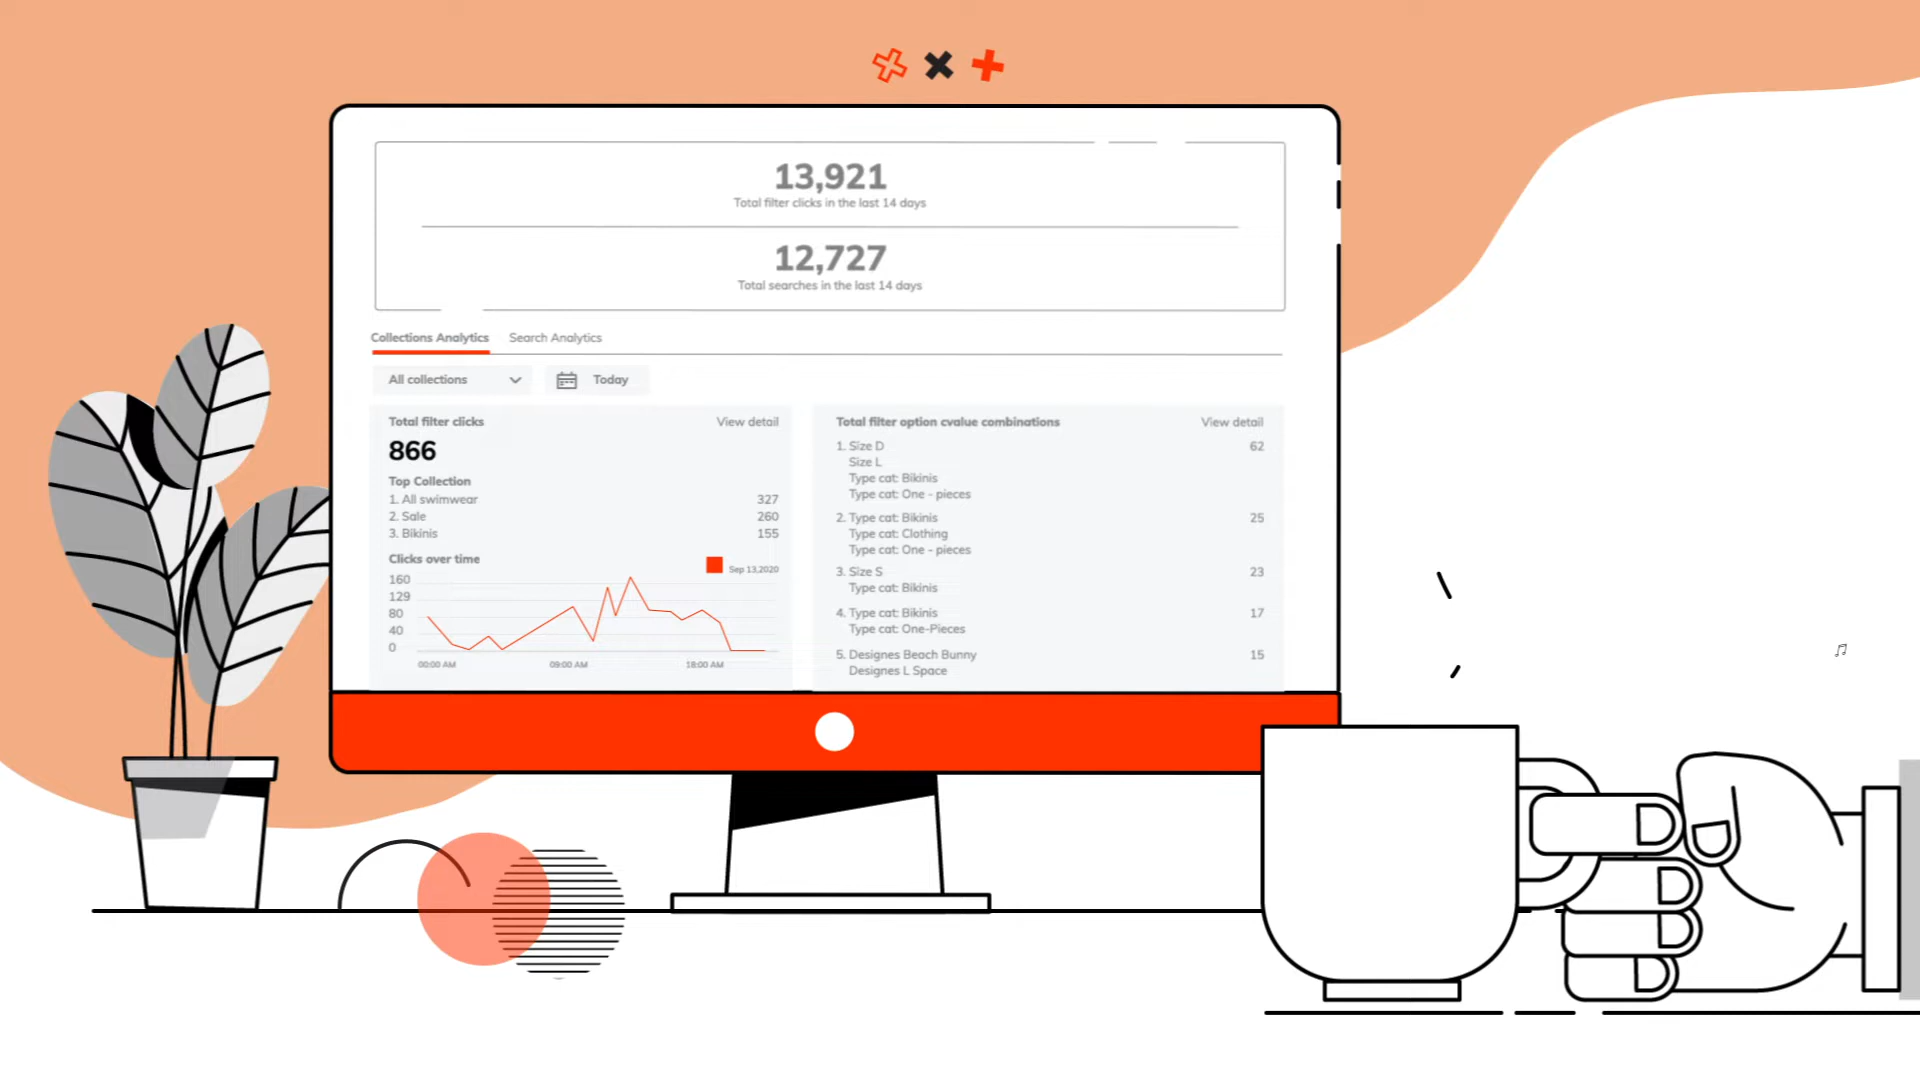 13,921
Total filter clicks in the last 14 days
12,727
Total searches in the last 14 days
Collections Analytics Search Analytics
All collections Today
Total filter clicks View detail
866
Top Collection
1. All swimwear 327
2. Sale 260
3. Bikinis 155
Clicks over time
Sep 13,2020
160
129
80
40
0
00:00 AM 09:00 AM 18:00 AM
Total filter option cvalue combinations View detail
1. Size D 62
Size L
Type cat: Bikinis
Type cat: One - pieces
2. Type cat: Bikinis 25
Type cat: Clothing
Type cat: One - pieces
3. Size S 23
Type cat: Bikinis
4. Type cat: Bikinis 17
Type cat: One-Pieces
5. Designes Beach Bunny 15
Designes L Space